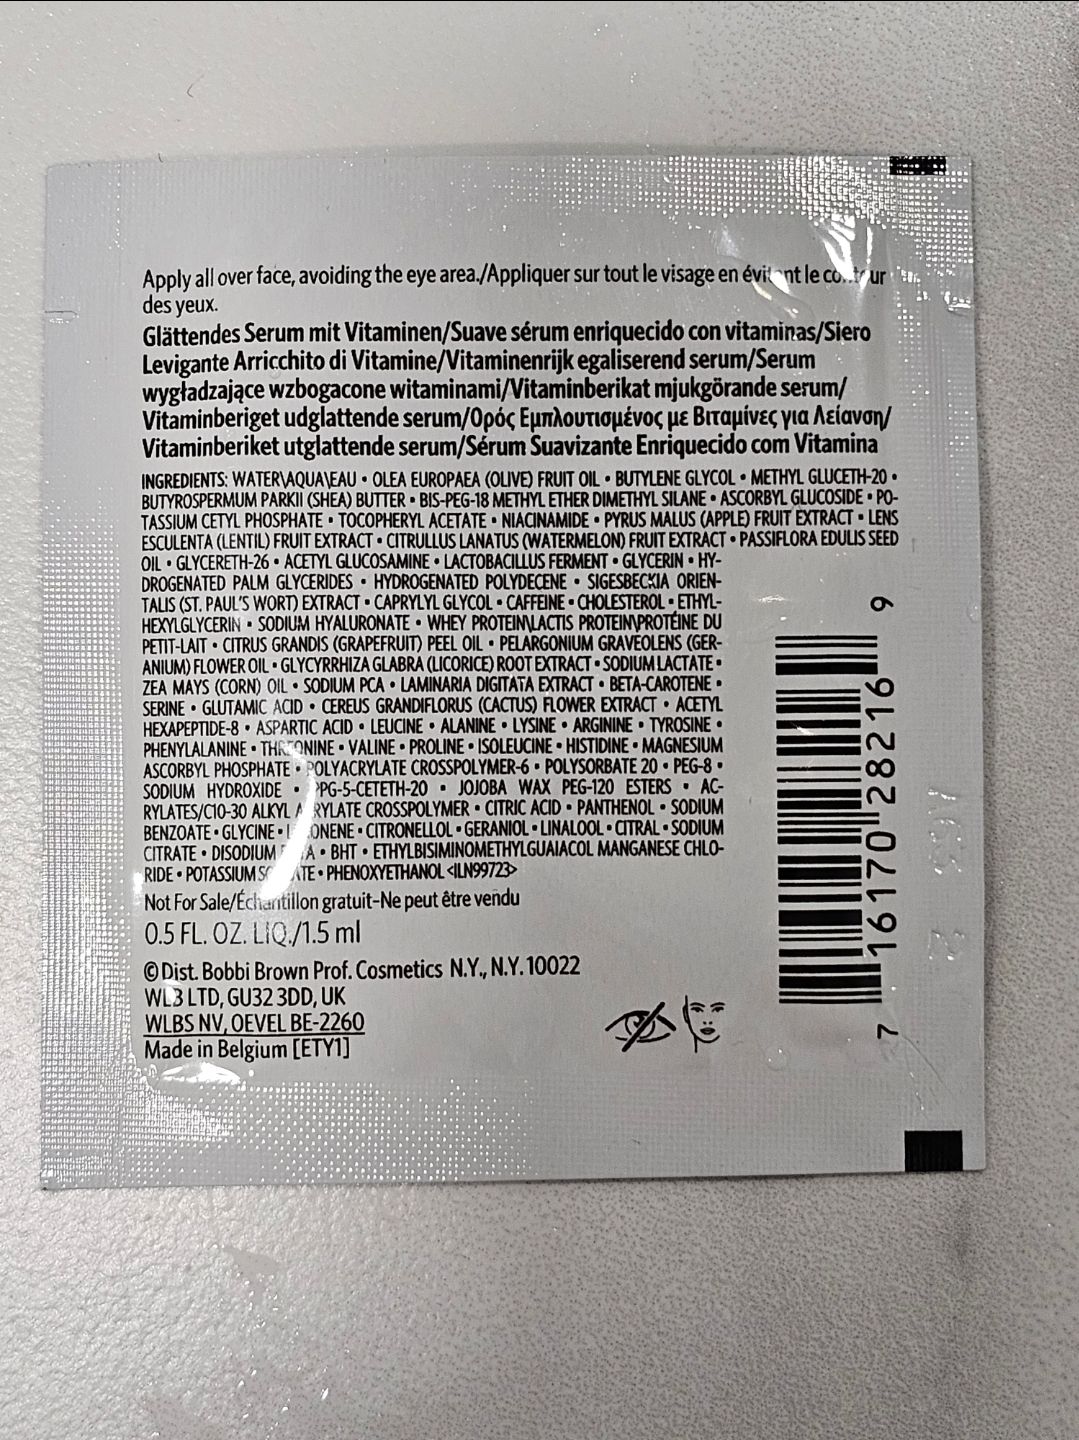 Apply all over face, avoiding the eye area./Appliquer sur tout le visage en évitant le contour
des yeux.
Glättendes Serum mit Vitaminen/Suave sérum enriquecido con vitaminas/Siero
Levigante Arricchito di Vitamine/Vitaminenrijk egaliserend serum/Serum
wygładzające wzbogacone witaminami/Vitaminberikat mjukgörande serum/
Vitaminberiget udglattende serum/Ορός Εμπλουτισμένος με Βιταμίνες για Λείανση/
Vitaminberiket utglattende serum/Sérum Suavizante Enriquecido com Vitamina
INGREDIENTS: WATER\AQUA\EAU • OLEA EUROPAEA (OLIVE) FRUIT OIL • BUTYLENE GLYCOL • METHYL GLUCETH-20 •
BUTYROSPERMUM PARKII (SHEA) BUTTER • BIS-PEG-18 METHYL ETHER DIMETHYL SILANE • ASCORBYL GLUCOSIDE • PO-
TASSIUM CETYL PHOSPHATE • TOCOPHERYL ACETATE • NIACINAMIDE • PYRUS MALUS (APPLE) FRUIT EXTRACT • LENS
ESCULENTA (LENTIL) FRUIT EXTRACT • CITRULLUS LANATUS (WATERMELON) FRUIT EXTRACT • PASSIFLORA EDULIS SEED
OIL • GLYCERETH-26 • ACETYL GLUCOSAMINE • LACTOBACILLUS FERMENT • GLYCERIN • HY-
DROGENATED PALM GLYCERIDES • HYDROGENATED POLYDECENE • SIGESBECKIA ORIEN-
TALIS (ST. PAUL'S WORT) EXTRACT • CAPRYLYL GLYCOL • CAFFEINE • CHOLESTEROL • ETHYL-
HEXYLGLYCERIN • SODIUM HYALURONATE • WHEY PROTEIN\LACTIS PROTEIN\PROTÉINE DU
PETIT-LAIT • CITRUS GRANDIS (GRAPEFRUIT) PEEL OIL • PELARGONIUM GRAVEOLENS (GER-
ANIUM) FLOWER OIL • GLYCYRRHIZA GLABRA (LICORICE) ROOT EXTRACT • SODIUM LACTATE •
ZEA MAYS (CORN) OIL • SODIUM PCA • LAMINARIA DIGITATA EXTRACT • BETA-CAROTENE •
SERINE • GLUTAMIC ACID • CEREUS GRANDIFLORUS (CACTUS) FLOWER EXTRACT • ACETYL
HEXAPEPTIDE-8 • ASPARTIC ACID • LEUCINE • ALANINE • LYSINE • ARGININE • TYROSINE •
PHENYLALANINE • THREONINE • VALINE • PROLINE • ISOLEUCINE • HISTIDINE • MAGNESIUM
ASCORBYL PHOSPHATE • POLYACRYLATE CROSSPOLYMER-6 • POLYSORBATE 20 • PEG-8 •
SODIUM HYDROXIDE • PPG-5-CETETH-20 • JOJOBA WAX PEG-120 ESTERS • AC-
RYLATES/C10-30 ALKYL ACRYLATE CROSSPOLYMER • CITRIC ACID • PANTHENOL • SODIUM
BENZOATE • GLYCINE • LIMONENE • CITRONELLOL • GERANIOL • LINALOOL • CITRAL • SODIUM
CITRATE • DISODIUM EDTA • BHT • ETHYLBISIMINOMETHYLGUAIACOL MANGANESE CHLO-
RIDE • POTASSIUM SORBATE • PHENOXYETHANOL <ILN99723>
Not For Sale/Échantillon gratuit–Ne peut être vendu
0.5 FL. OZ. LIQ./1.5 ml
© Dist. Bobbi Brown Prof. Cosmetics N.Y., N.Y. 10022
WLB LTD, GU32 3DD, UK
WLBS NV, OEVEL BE-2260
Made in Belgium [ETY1]
7 16170 28216 9